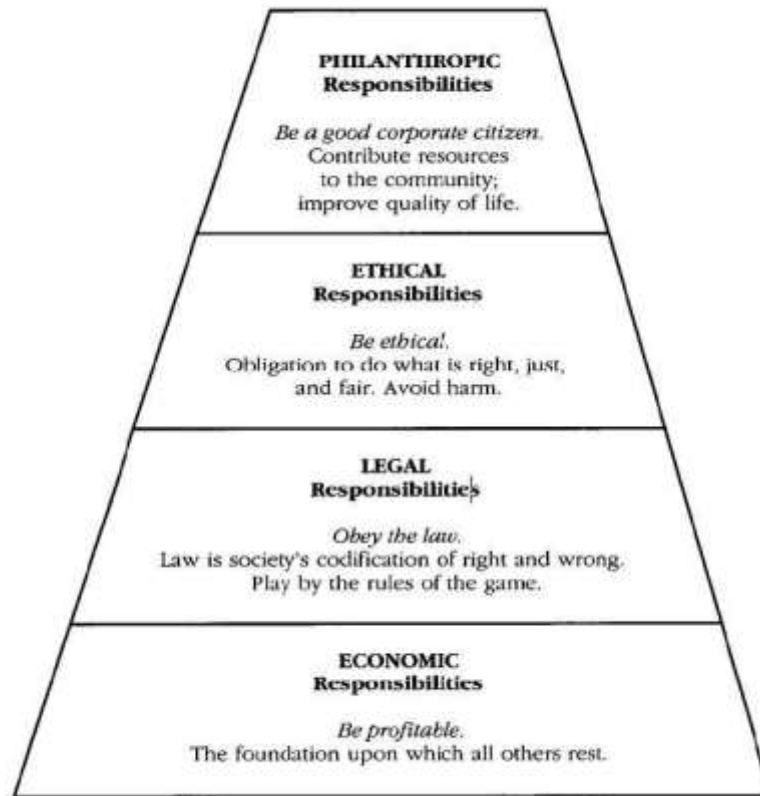 PHILANTHROPIC
Responsibilities
Be a good corporate citizen.
Contribute resources
to the community;
improve quality of life.
ETHICAL
Responsibilities
Be ethical.
Obligation to do what is right, just,
and fair. Avoid harm.
LEGAL
Responsibilities
Obey the law.
Law is society's codification of right and wrong.
Play by the rules of the game.
ECONOMIC
Responsibilities
Be profitable.
The foundation upon which all others rest.